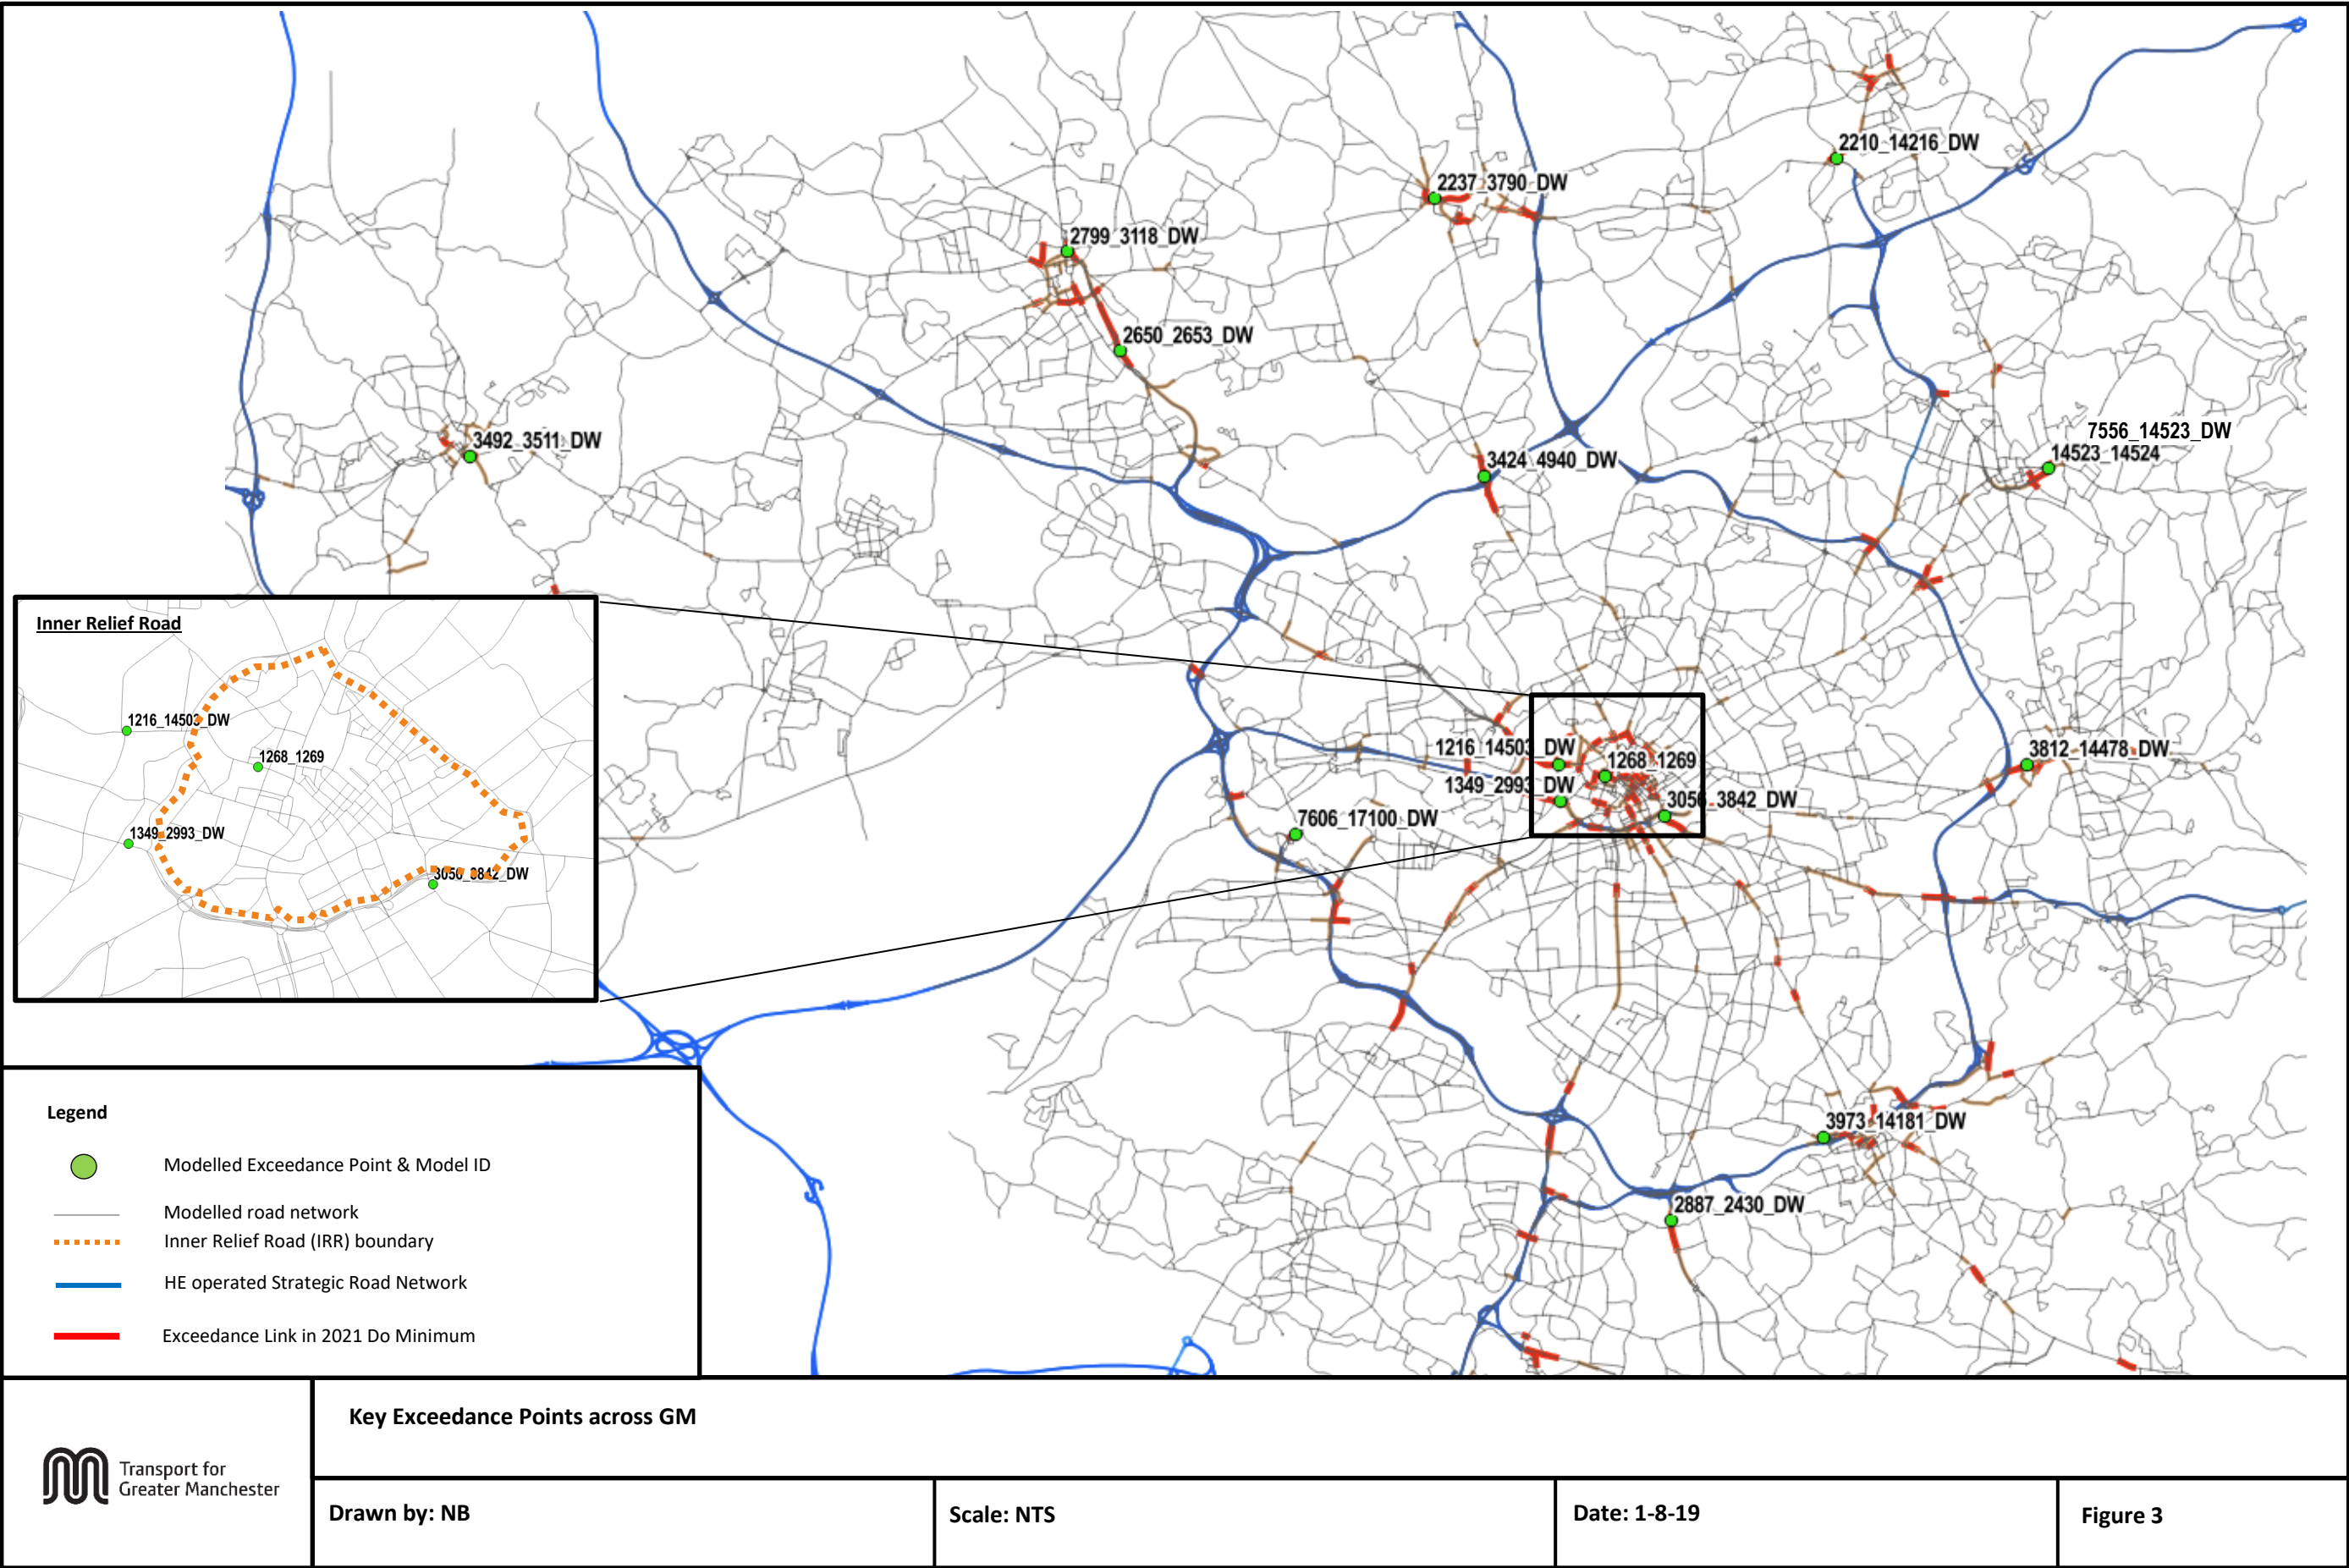 2210_14216_DW
2237_3790_DW
2799_3118_DW
2650_2653_DW
3492_3511_DW
3424_4940_DW
7556_14523_DW
14523_14524
Inner Relief Road
1216_14503_DW
1268_1269
1349_2993_DW
3056_3842_DW
1216_14503_DW
1268_1269
1349_2993_DW
3056_3842_DW
3812_14478_DW
7606_17100_DW
3973_14181_DW
2887_2430_DW
Legend
Modelled Exceedance Point & Model ID
Modelled road network
Inner Relief Road (IRR) boundary
HE operated Strategic Road Network
Exceedance Link in 2021 Do Minimum
Transport for
Greater Manchester
Key Exceedance Points across GM
Drawn by: NB
Scale: NTS
Date: 1-8-19
Figure 3